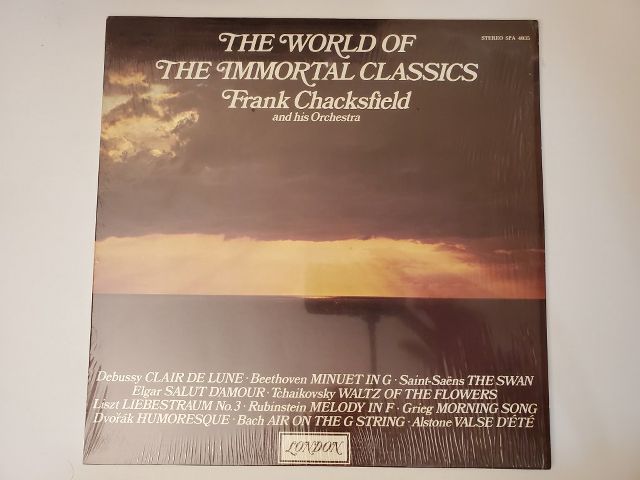 THE WORLD OF
THE IMMORTAL CLASSICS
STEREO SPA 4035
Frank Chacksfield
and his Orchestra
Debussy CLAIR DE LUNE · Beethoven MINUET IN G · Saint-Saëns THE SWAN
Elgar SALUT D'AMOUR · Tchaikovsky WALTZ OF THE FLOWERS
Liszt LIEBESTRAUM No.3 · Rubinstein MELODY IN F · Grieg MORNING SONG
Dvořák HUMORESQUE · Bach AIR ON THE G STRING · Alstone VALSE D'ÉTÉ
LONDON